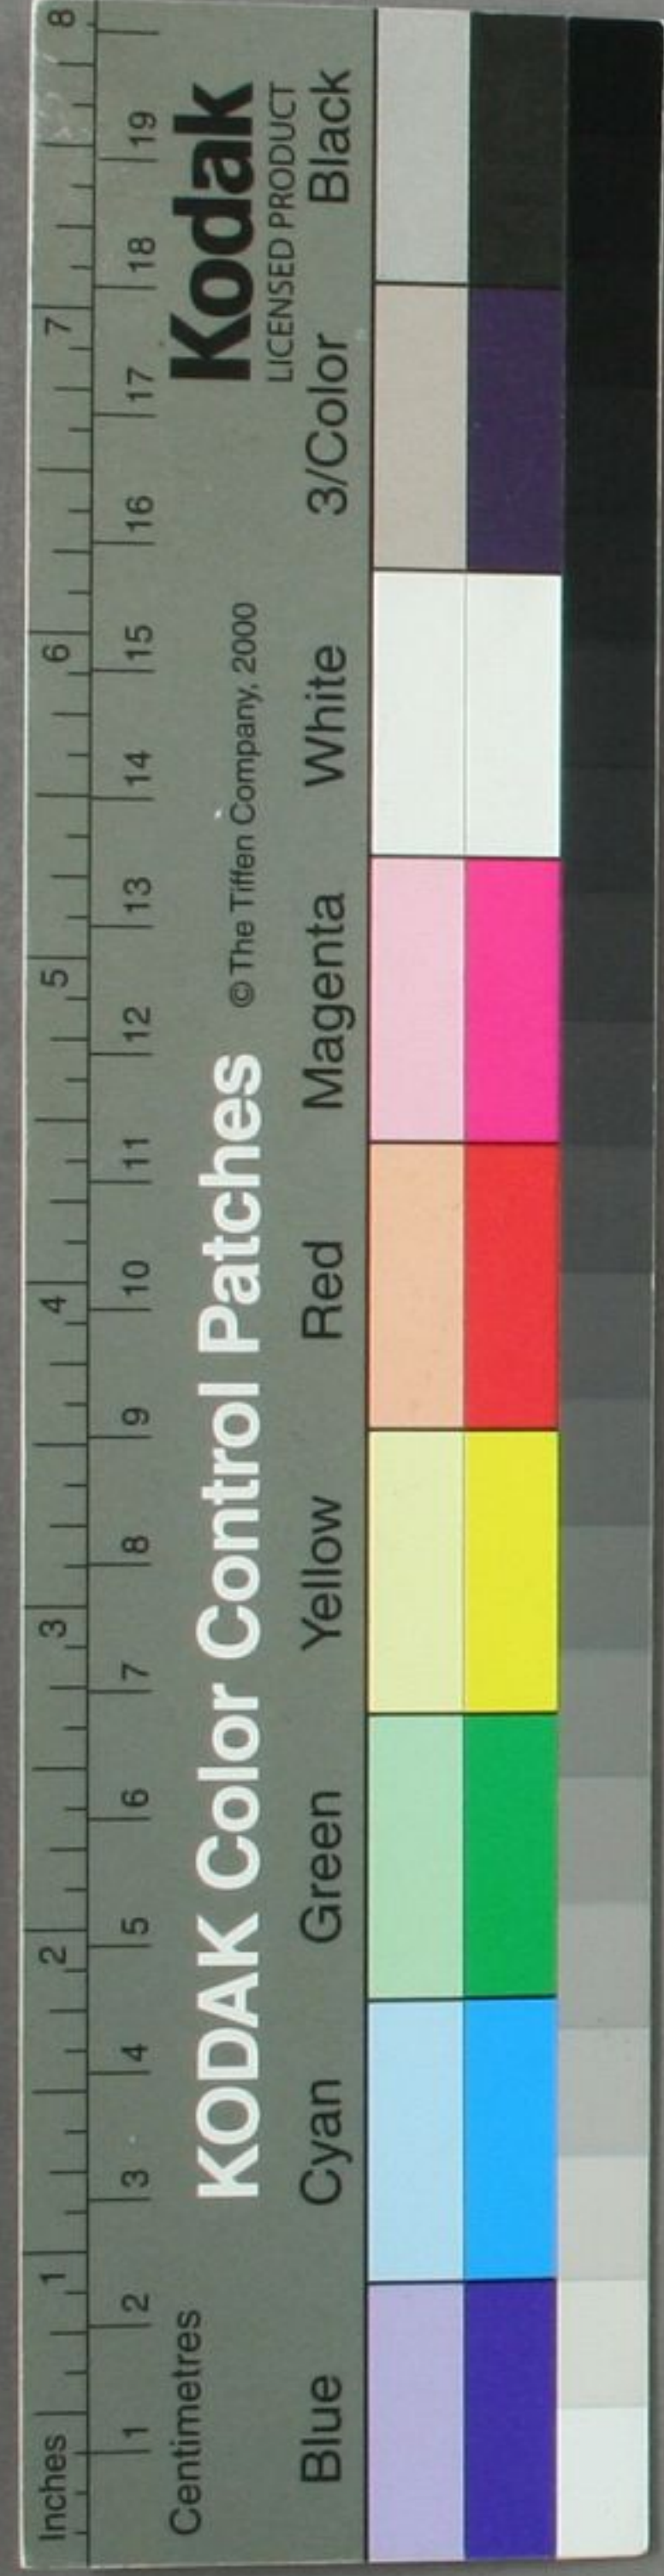 Inches 1 2 3 4 5 6 7 8
1 2 3 4 5 6 7 8 9 10 11 12 13 14 15 16 17 18 19
Centimetres
KODAK Color Control Patches © The Tiffen Company, 2000 Kodak
LICENSED PRODUCT
Blue Cyan Green Yellow Red Magenta White 3/Color Black